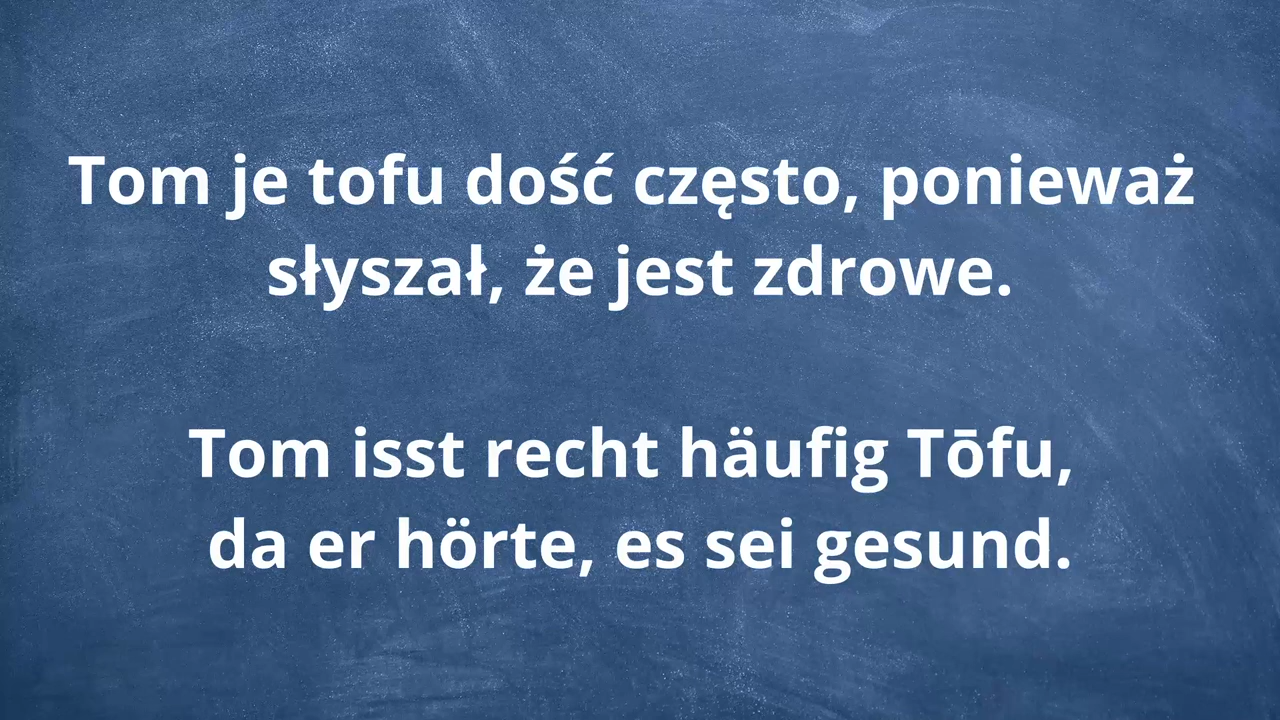 Tom je tofu dość często, ponieważ
słyszał, że jest zdrowe.
Tom isst recht häufig Tōfu,
da er hörte, es sei gesund.